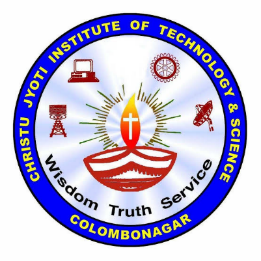 CHRISTU JYOTI INSTITUTE OF TECHNOLOGY & SCIENCE
Wisdom Truth Service
COLOMBONAGAR